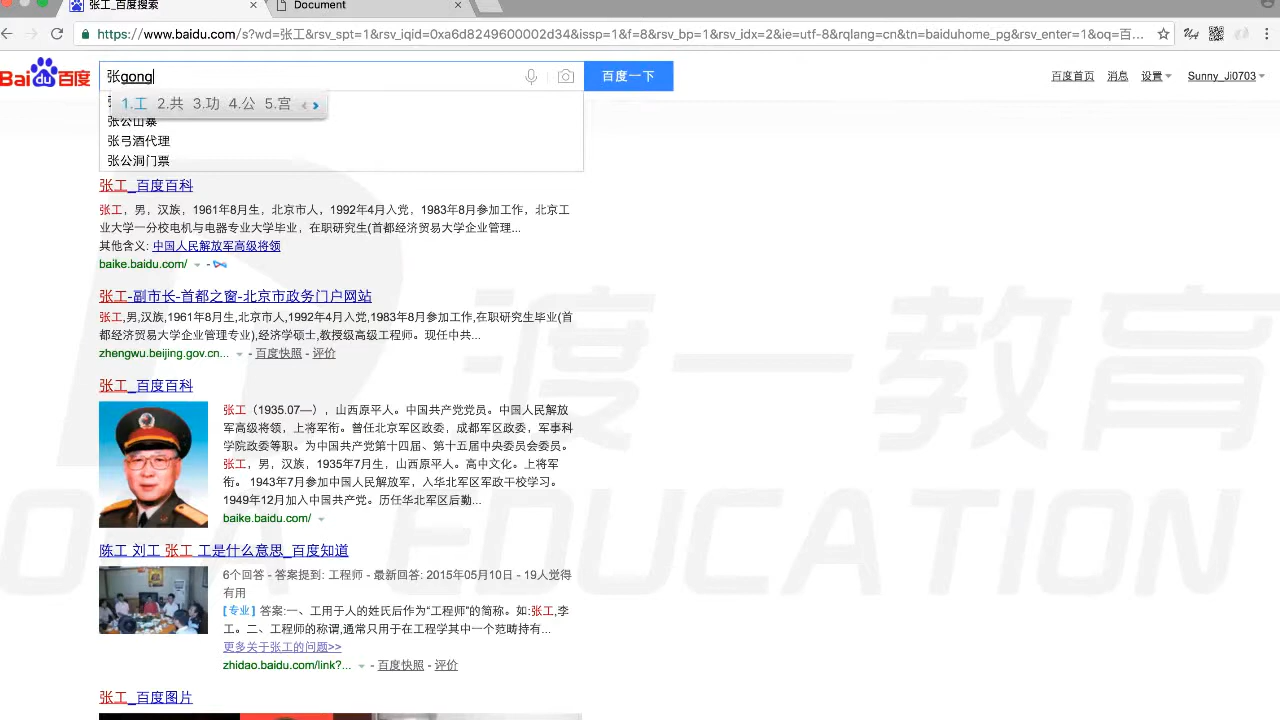 张工_百度搜索
Document
https://www.baidu.com/s?wd=张工&rsv_spt=1&rsv_iqid=0xa6d8249600002d34&issp=1&f=8&rsv_bp=1&rsv_idx=2&ie=utf-8&rqlang=cn&tn=baiduhome_pg&rsv_enter=1&oq=百...
Bai du 百度
张gong
百度一下
百度首页 消息 设置 Sunny_Ji0703
1.工 2.共 3.功 4.公 5.宫
张公山寨
张弓酒代理
张公洞门票
张工_百度百科
张工，男，汉族，1961年8月生，北京市人，1992年4月入党，1983年8月参加工作，北京工
业大学一分校电机与电器专业大学毕业，在职研究生(首都经济贸易大学企业管理...
其他含义: 中国人民解放军高级将领
baike.baidu.com/ -
张工-副市长-首都之窗-北京市政务门户网站
张工,男,汉族,1961年8月生,北京市人,1992年4月入党,1983年8月参加工作,在职研究生毕业(首
都经济贸易大学企业管理专业),经济学硕士,教授级高级工程师。现任中共...
zhengwu.beijing.gov.cn... - 百度快照 - 评价
张工_百度百科
张工（1935.07—），山西原平人。中国共产党党员。中国人民解放
军高级将领，上将军衔。曾任北京军区政委，成都军区政委，军事科
学院政委等职。为中国共产党第十四届、第十五届中央委员会委员。
张工，男，汉族，1935年7月生，山西原平人。高中文化。上将军
衔。 1943年7月参加中国人民解放军，入华北军区军政干校学习。
1949年12月加入中国共产党。历任华北军区后勤...
baike.baidu.com/
陈工 刘工 张工 工是什么意思_百度知道
6个回答 - 答案提到: 工程师 - 最新回答: 2015年05月10日 - 19人觉得
有用
[专业] 答案:一、工用于人的姓氏后作为“工程师”的简称。如:张工,李
工。二、工程师的称谓,通常只用于在工程学其中一个范畴持有...
更多关于张工的问题>>
zhidao.baidu.com/link?... - 百度快照 - 评价
张工_百度图片
渡一教育
EDUCATION